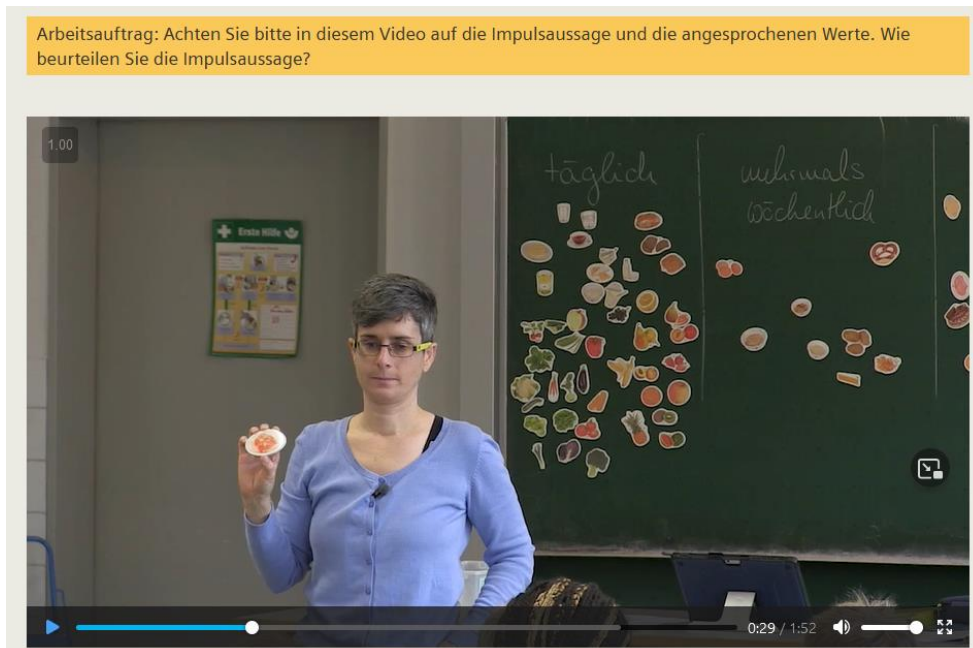 Arbeitsauftrag: Achten Sie bitte in diesem Video auf die Impulsaussage und die angesprochenen Werte. Wie
beurteilen Sie die Impulsaussage?
1.00
täglich
mehrmals
wöchentlich
Erste Hilfe
0:29 / 1:52